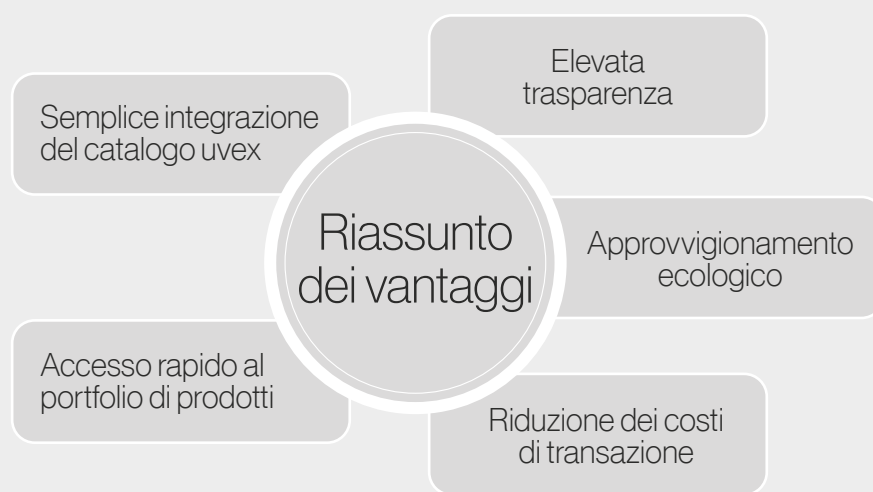 Elevata
trasparenza
Semplice integrazione
del catalogo uvex
Riassunto
dei vantaggi
Approvvigionamento
ecologico
Accesso rapido al
portfolio di prodotti
Riduzione dei costi
di transazione